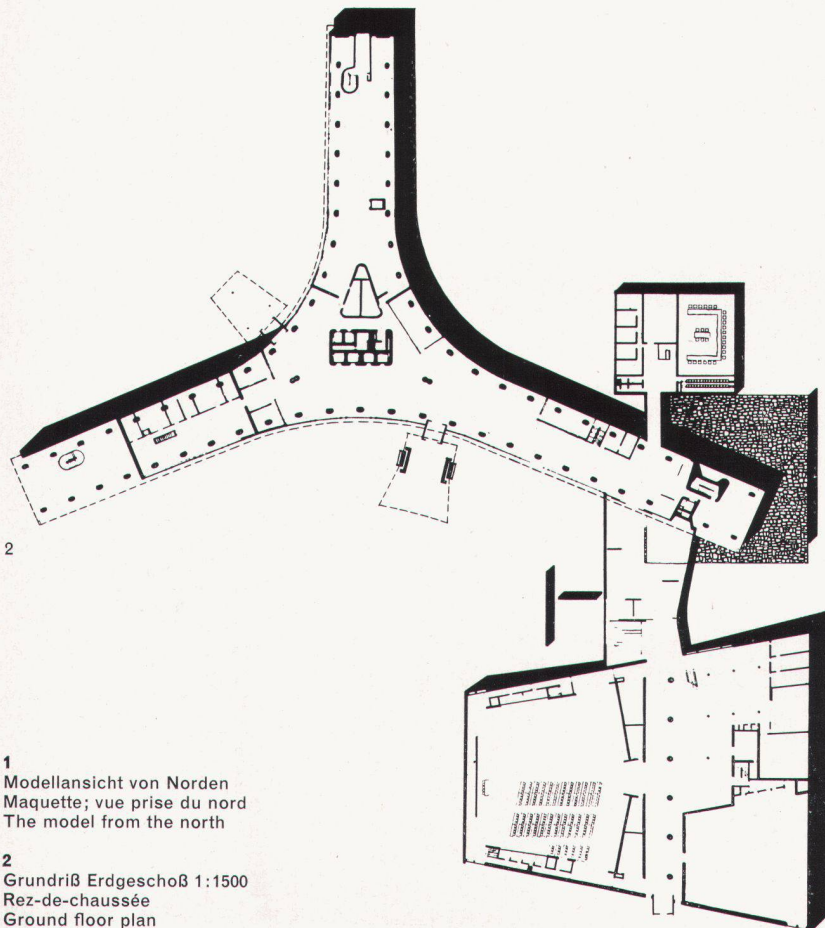 2
1
Modellansicht von Norden
Maquette; vue prise du nord
The model from the north
2
Grundriß Erdgeschoß 1:1500
Rez-de-chaussée
Ground floor plan